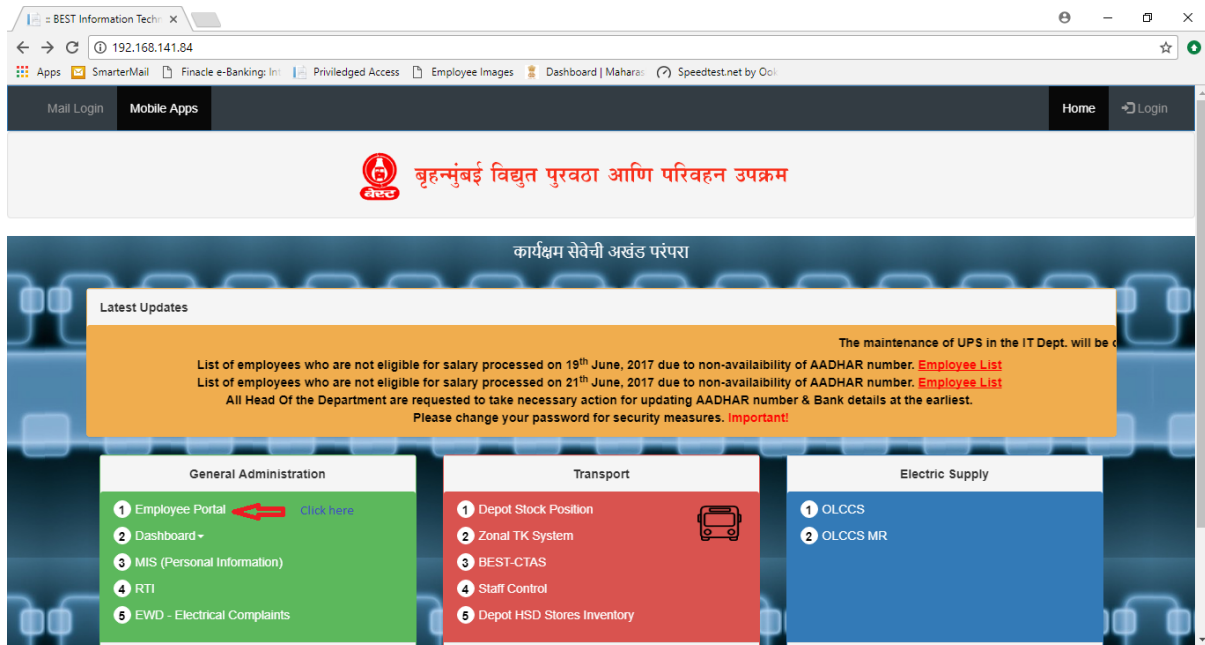 :: BEST Information Techn
192.168.141.84
Apps SmarterMail Finacle e-Banking: Int Priviledged Access Employee Images Dashboard | Maharas Speedtest.net by Ook
Mail Login Mobile Apps Home Login
बेस्ट
बृहन्मुंबई विद्युत पुरवठा आणि परिवहन उपक्रम
कार्यक्षम सेवेची अखंड परंपरा
Latest Updates
The maintenance of UPS in the IT Dept. will be
List of employees who are not eligible for salary processed on 19th June, 2017 due to non-availaibility of AADHAR number. Employee List
List of employees who are not eligible for salary processed on 21th June, 2017 due to non-availaibility of AADHAR number. Employee List
All Head Of the Department are requested to take necessary action for updating AADHAR number & Bank details at the earliest.
Please change your password for security measures. Important!
General Administration
1 Employee Portal Click here
2 Dashboard
3 MIS (Personal Information)
4 RTI
5 EWD - Electrical Complaints
Transport
1 Depot Stock Position
2 Zonal TK System
3 BEST-CTAS
4 Staff Control
5 Depot HSD Stores Inventory
Electric Supply
1 OLCCS
2 OLCCS MR